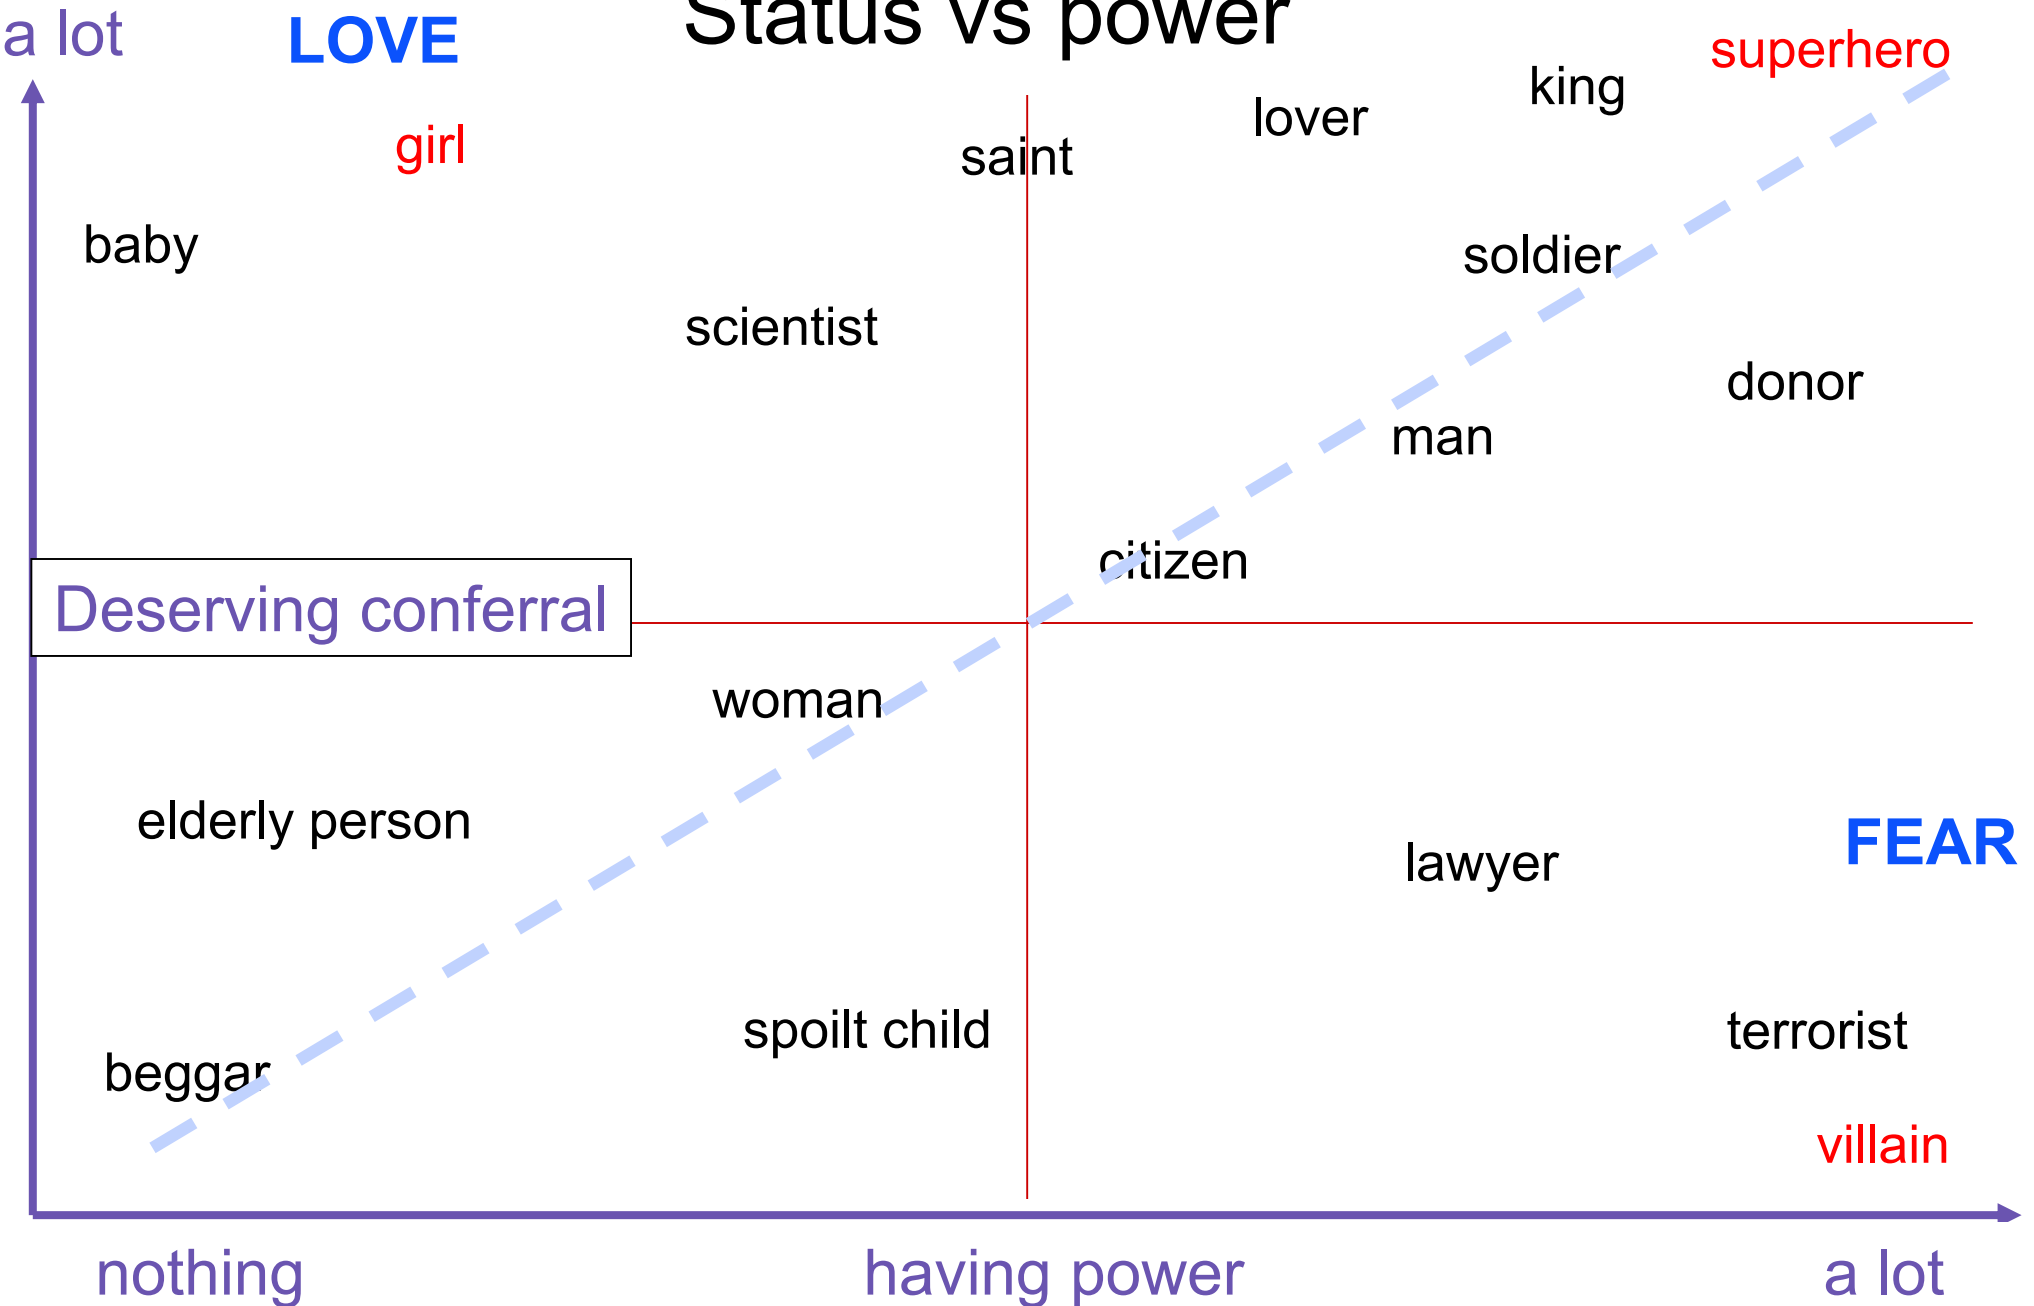 Status vs power
a lot
LOVE
superhero
king
lover
girl
saint
baby
soldier
scientist
donor
man
citizen
Deserving conferral
woman
elderly person
FEAR
lawyer
spoilt child
terrorist
beggar
villain
nothing
having power
a lot